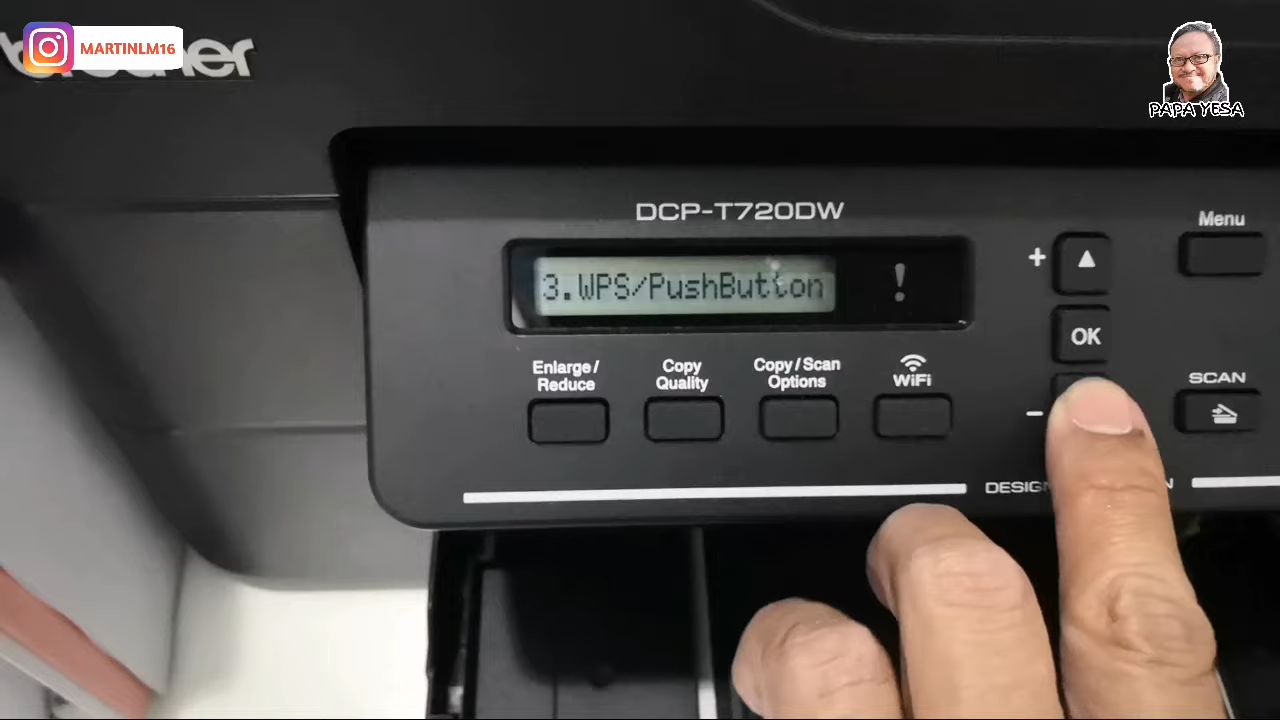 MARTINLM16
PAPA YESA
DCP-T720DW
Menu
3.WPS/PushButton
!
+
OK
Enlarge/
Reduce
Copy
Quality
Copy/Scan
Options
WiFi
SCAN
–